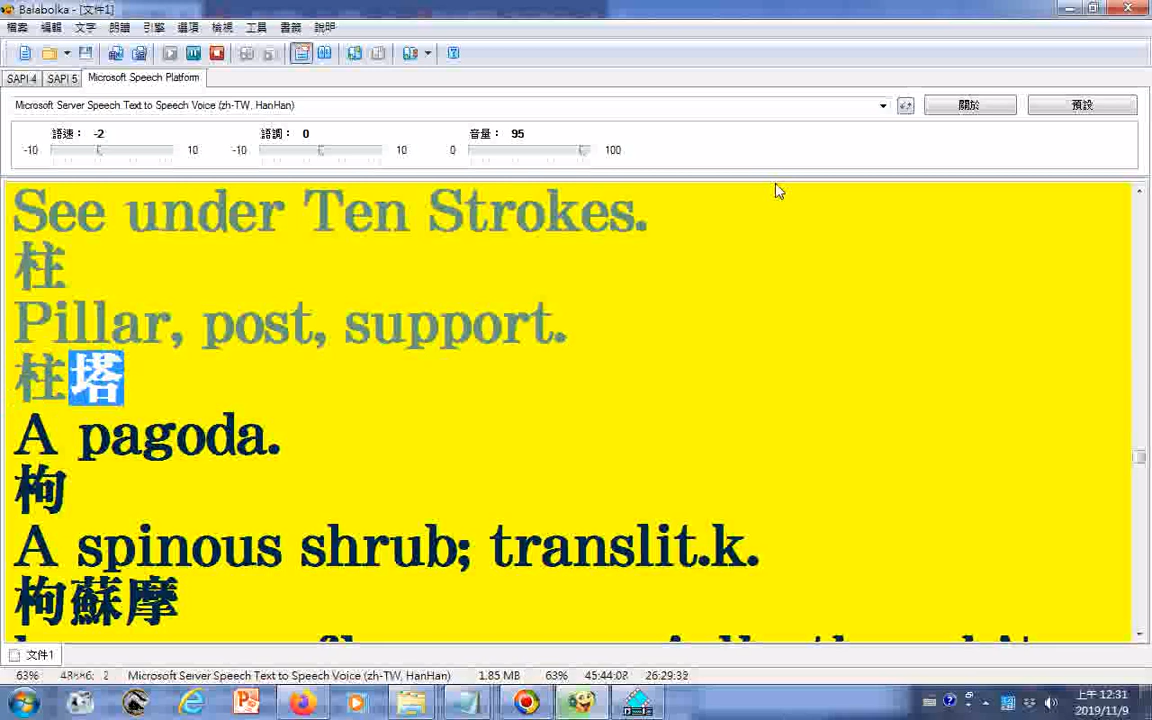 Balabolka - [文件1]
檔案 編輯 文字 朗讀 引擎 選項 檢視 工具 書籤 說明
SAPI 4 SAPI 5 Microsoft Speech Platform
Microsoft Server Speech Text to Speech Voice (zh-TW, HanHan) 關於 預設
語速： -2 語調： 0 音量： 95
-10 10 -10 10 0 100
See under Ten Strokes.
柱
Pillar, post, support.
柱塔
A pagoda.
枸
A spinous shrub; translit.k.
枸蘇摩
文件1
63% Microsoft Server Speech Text to Speech Voice (zh-TW, HanHan) 1.85 MB 63% 45:44:08 26:29:39
上午 12:31
2019/11/9